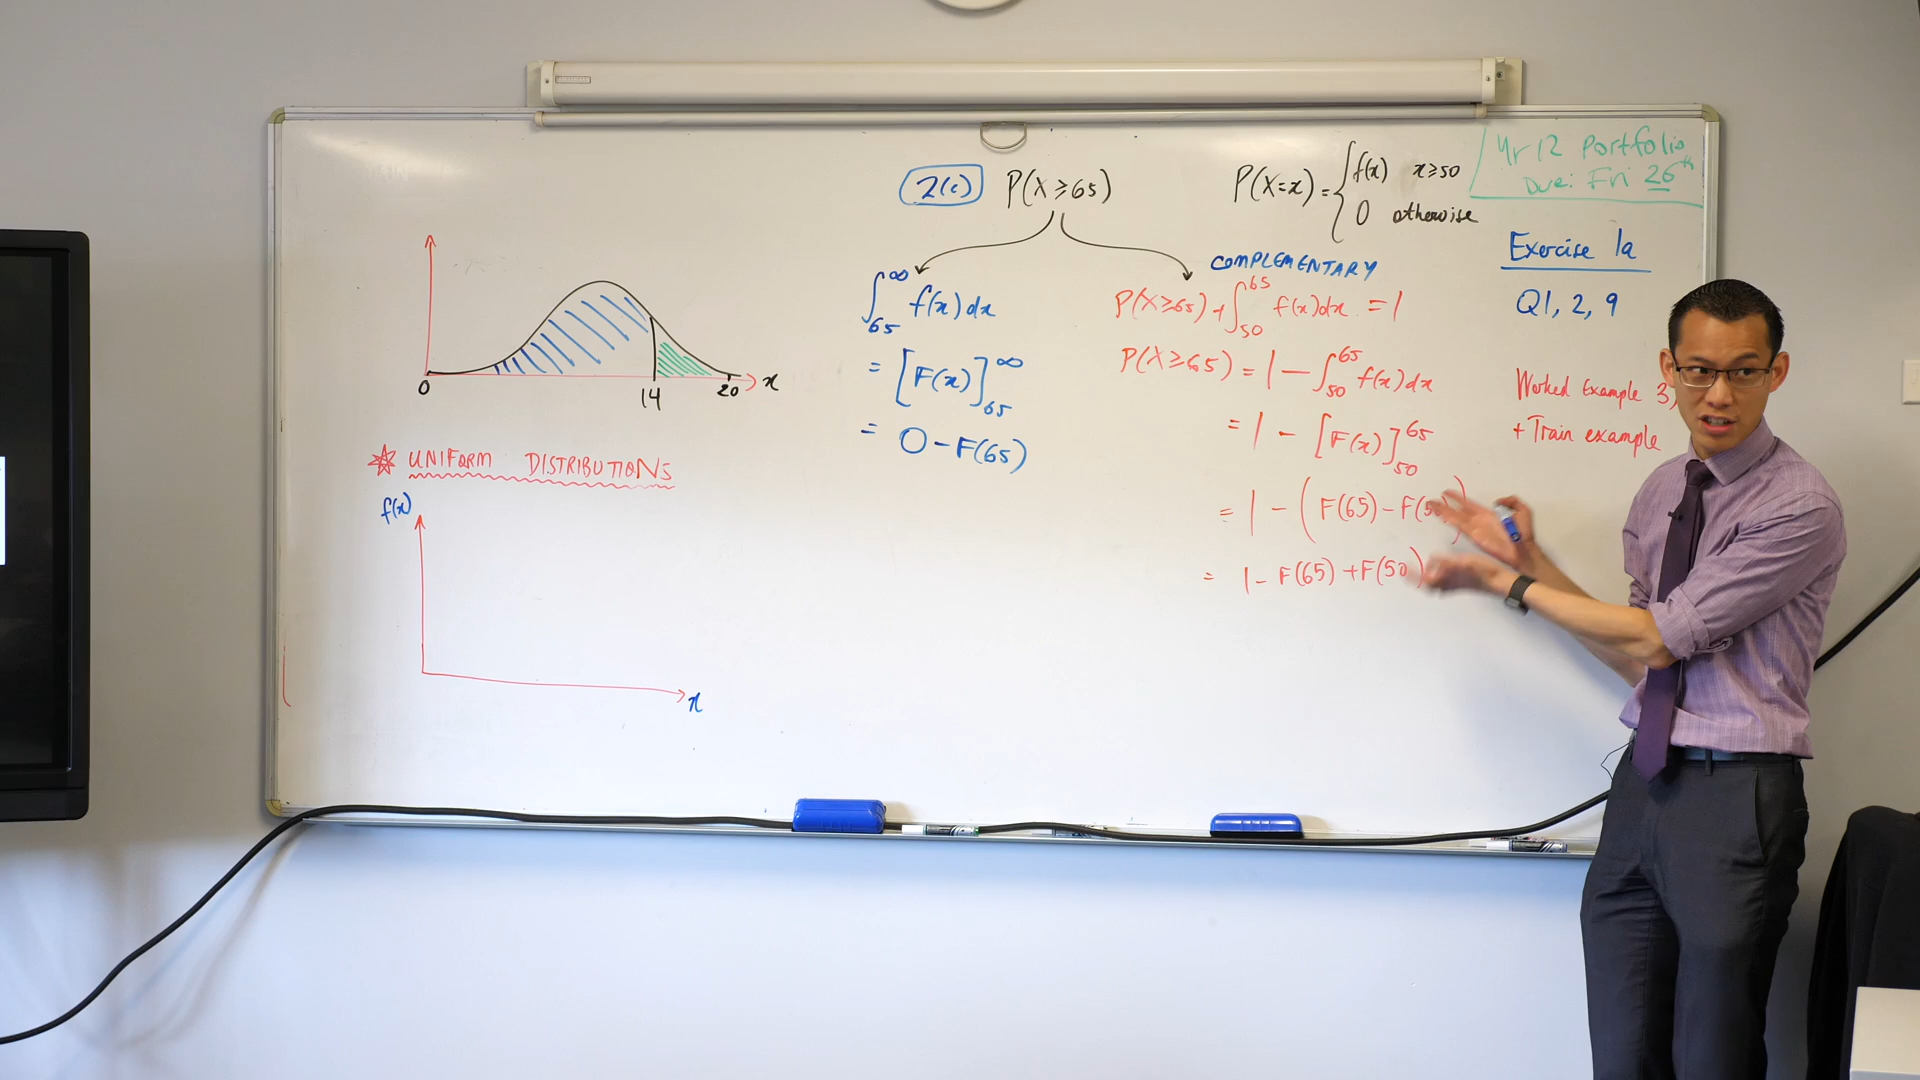 0
14
20
x
UNIFORM DISTRIBUTIONS
f(x)
x
2(c) P(X≥65)
∫₆₅^∞ f(x)dx
= [F(x)]₆₅^∞
= 0 - F(65)
P(X=x) = { f(x) x≥50
0 otherwise
COMPLEMENTARY
P(X≥65) + ∫₅₀^65 f(x)dx = 1
P(X≥65) = 1 - ∫₅₀^65 f(x)dx
= 1 - [F(x)]₅₀^65
= 1 - (F(65) - F(50)
= 1 - F(65) + F(50)
Yr 12 Portfolio
Due: Fri 26th
Exercise 1a
Q1, 2, 9
Worked Example 3,
+ Train example